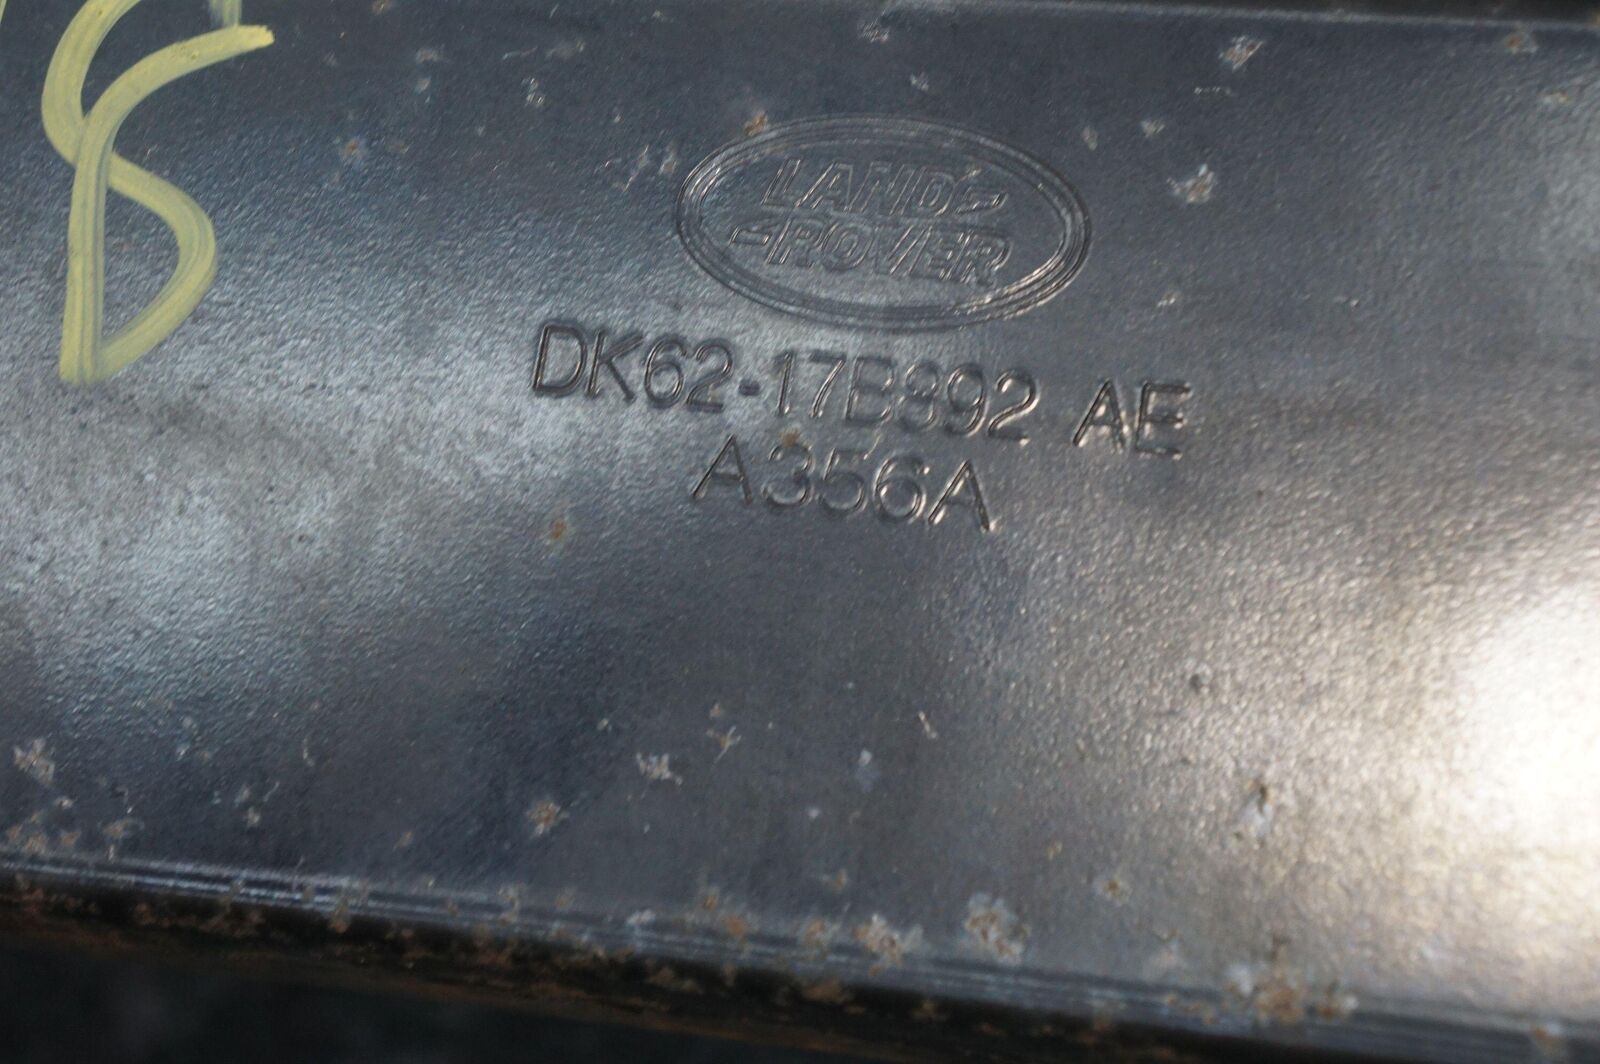 LAND
ROVER
DK62-17B892 AE
A356A